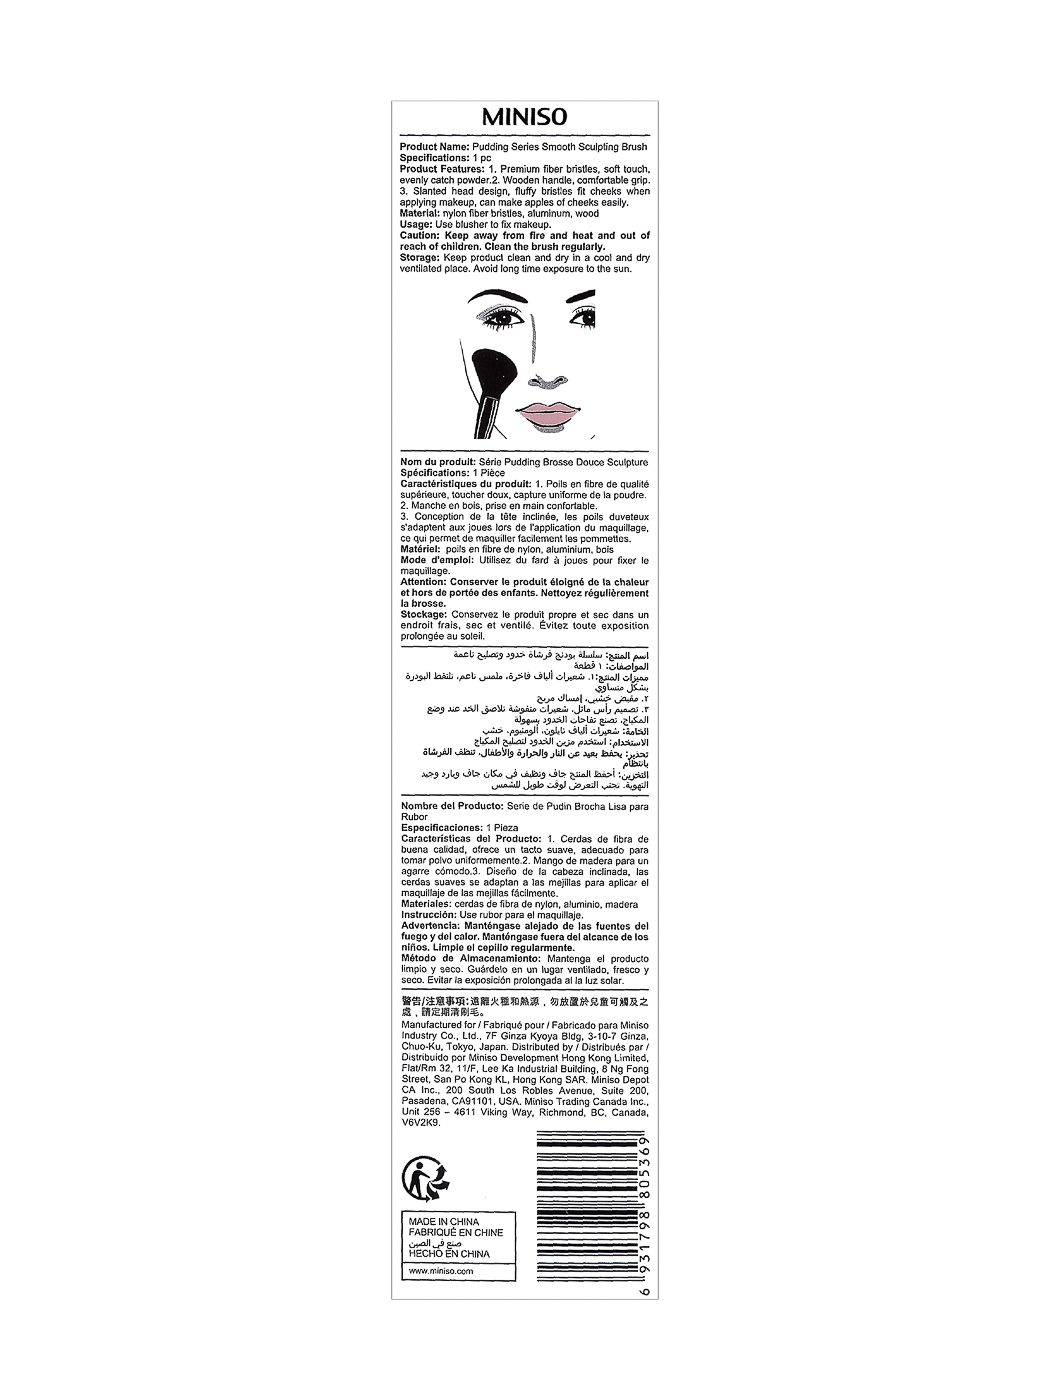 MINISO
Product Name: Pudding Series Smooth Sculpting Brush
Specifications: 1 pc
Product Features: 1. Premium fiber bristles, soft touch,
evenly catch powder.2. Wooden handle, comfortable grip.
3. Slanted head design, fluffy bristles fit cheeks when
applying makeup, can make apples of cheeks easily.
Material: nylon fiber bristles, aluminum, wood
Usage: Use blusher to fix makeup.
Caution: Keep away from fire and heat and out of
reach of children. Clean the brush regularly.
Storage: Keep product clean and dry in a cool and dry
ventilated place. Avoid long time exposure to the sun.
Nom du produit: Série Pudding Brosse Douce Sculpture
Spécifications: 1 Pièce
Caractéristiques du produit: 1. Poils en fibre de qualité
supérieure, toucher doux, capture uniforme de la poudre.
2. Manche en bois, prise en main confortable.
3. Conception de la tête inclinée, les poils duveteux
s'adaptent aux joues lors de l'application du maquillage,
ce qui permet de maquiller facilement les pommettes.
Matériel: poils en fibre de nylon, aluminium, bois
Mode d'emploi: Utilisez du fard à joues pour fixer le
maquillage.
Attention: Conserver le produit éloigné de la chaleur
et hors de portée des enfants. Nettoyez régulièrement
la brosse.
Stockage: Conservez le produit propre et sec dans un
endroit frais, sec et ventilé. Évitez toute exposition
prolongée au soleil.
اسم المنتج: سلسلة بودنج فرشاة خدود وتصليح ناعمة
المواصفات: ١ قطعة
مميزات المنتج:١. شعيرات ألياف فاخرة، ملمس ناعم، تلتقط البودرة
بشكل متساوي
٢. مقبض خشبي، إمساك مريح
٣. تصميم رأس مائل، شعيرات منفوشة تلاصق الخد عند وضع
المكياج، تصنع تفاحات الخدود بسهولة
الخامة: شعيرات ألياف نايلون، ألومنيوم، خشب
الاستخدام: استخدم مزين الخدود لتصليح المكياج
تحذير: يحفظ بعيد عن النار والحرارة والأطفال، تنظف الفرشاة
بانتظام
التخزين: أحفظ المنتج جاف ونظيف في مكان جاف وبارد وجيد
التهوية. تجنب التعرض لوقت طويل للشمس
Nombre del Producto: Serie de Pudin Brocha Lisa para
Rubor
Especificaciones: 1 Pieza
Características del Producto: 1. Cerdas de fibra de
buena calidad, ofrece un tacto suave, adecuado para
tomar polvo uniformemente.2. Mango de madera para un
agarre cómodo.3. Diseño de la cabeza inclinada, las
cerdas suaves se adaptan a las mejillas para aplicar el
maquillaje de las mejillas fácilmente.
Materiales: cerdas de fibra de nylon, aluminio, madera
Instrucción: Use rubor para el maquillaje.
Advertencia: Manténgase alejado de las fuentes del
fuego y del calor. Manténgase fuera del alcance de los
niños. Limpie el cepillo regularmente.
Método de Almacenamiento: Mantenga el producto
limpio y seco. Guárdelo en un lugar ventilado, fresco y
seco. Evitar la exposición prolongada al la luz solar.
警告/注意事項:遠離火種和熱源，勿放置於兒童可觸及之
處，請定期清刷毛。
Manufactured for / Fabriqué pour / Fabricado para Miniso
Industry Co., Ltd., 7F Ginza Kyoya Bldg, 3-10-7 Ginza,
Chuo-Ku, Tokyo, Japan. Distributed by / Distribués par /
Distribuido por Miniso Development Hong Kong Limited,
Flat/Rm 32, 11/F, Lee Ka Industrial Building, 8 Ng Fong
Street, San Po Kong KL, Hong Kong SAR. Miniso Depot
CA Inc., 200 South Los Robles Avenue, Suite 200,
Pasadena, CA91101, USA. Miniso Trading Canada Inc.,
Unit 256 – 4611 Viking Way, Richmond, BC, Canada,
V6V2K9.
MADE IN CHINA
FABRIQUÉ EN CHINE
صنع في الصين
HECHO EN CHINA
www.miniso.com
6 931798 805369